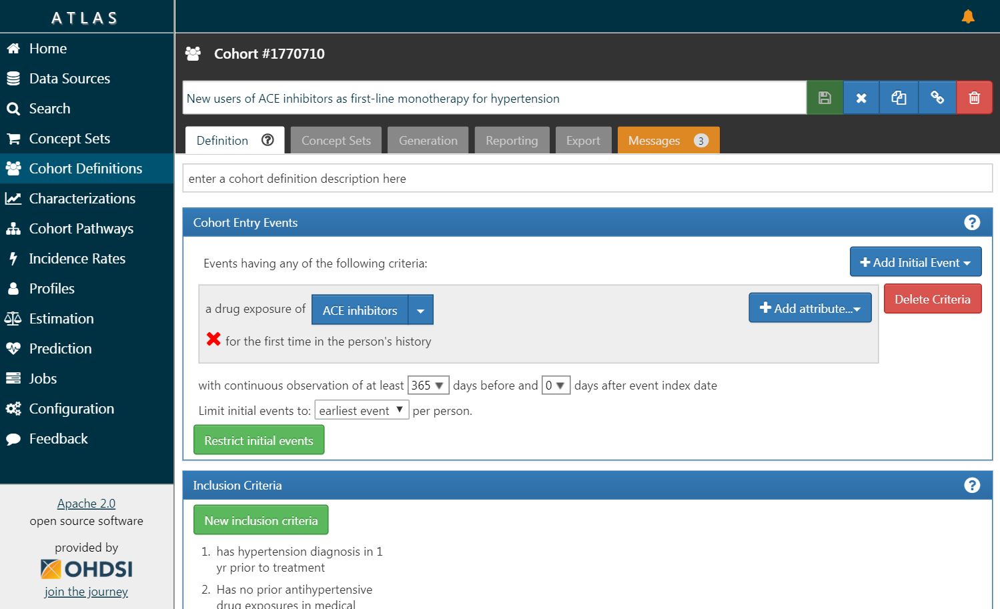 ATLAS
Home
Data Sources
Search
Concept Sets
Cohort Definitions
Characterizations
Cohort Pathways
Incidence Rates
Profiles
Estimation
Prediction
Jobs
Configuration
Feedback
Apache 2.0
open source software
provided by
OHDSI
join the journey
Cohort #1770710
New users of ACE inhibitors as first-line monotherapy for hypertension
Definition ? Concept Sets Generation Reporting Export Messages 3
enter a cohort definition description here
Cohort Entry Events ?
Events having any of the following criteria:
Add Initial Event
a drug exposure of ACE inhibitors Add attribute...
Delete Criteria
for the first time in the person's history
with continuous observation of at least 365 days before and 0 days after event index date
Limit initial events to: earliest event per person.
Restrict initial events
Inclusion Criteria ?
New inclusion criteria
1. has hypertension diagnosis in 1
yr prior to treatment
2. Has no prior antihypertensive
drug exposures in medical